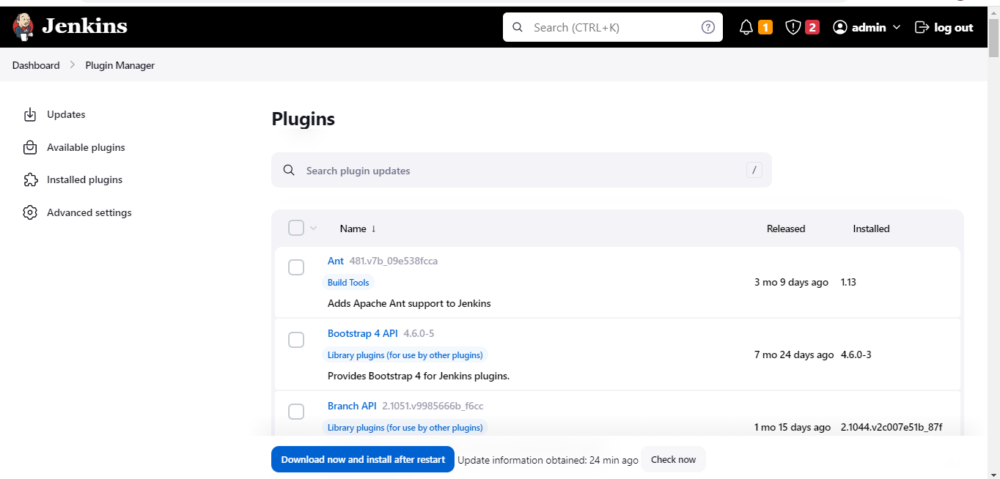 Jenkins
Search (CTRL+K)
?
1
2
admin
log out
Dashboard
Plugin Manager
Updates
Available plugins
Installed plugins
Advanced settings
Plugins
Search plugin updates
/
Name ↓
Released
Installed
Ant 481.v7b_09e538fcca
Build Tools
3 mo 9 days ago
1.13
Adds Apache Ant support to Jenkins
Bootstrap 4 API 4.6.0-5
Library plugins (for use by other plugins)
7 mo 24 days ago
4.6.0-3
Provides Bootstrap 4 for Jenkins plugins.
Branch API 2.1051.v9985666b_f6cc
Library plugins (for use by other plugins)
1 mo 15 days ago
2.1044.v2c007e51b_87f
Download now and install after restart
Update information obtained: 24 min ago
Check now